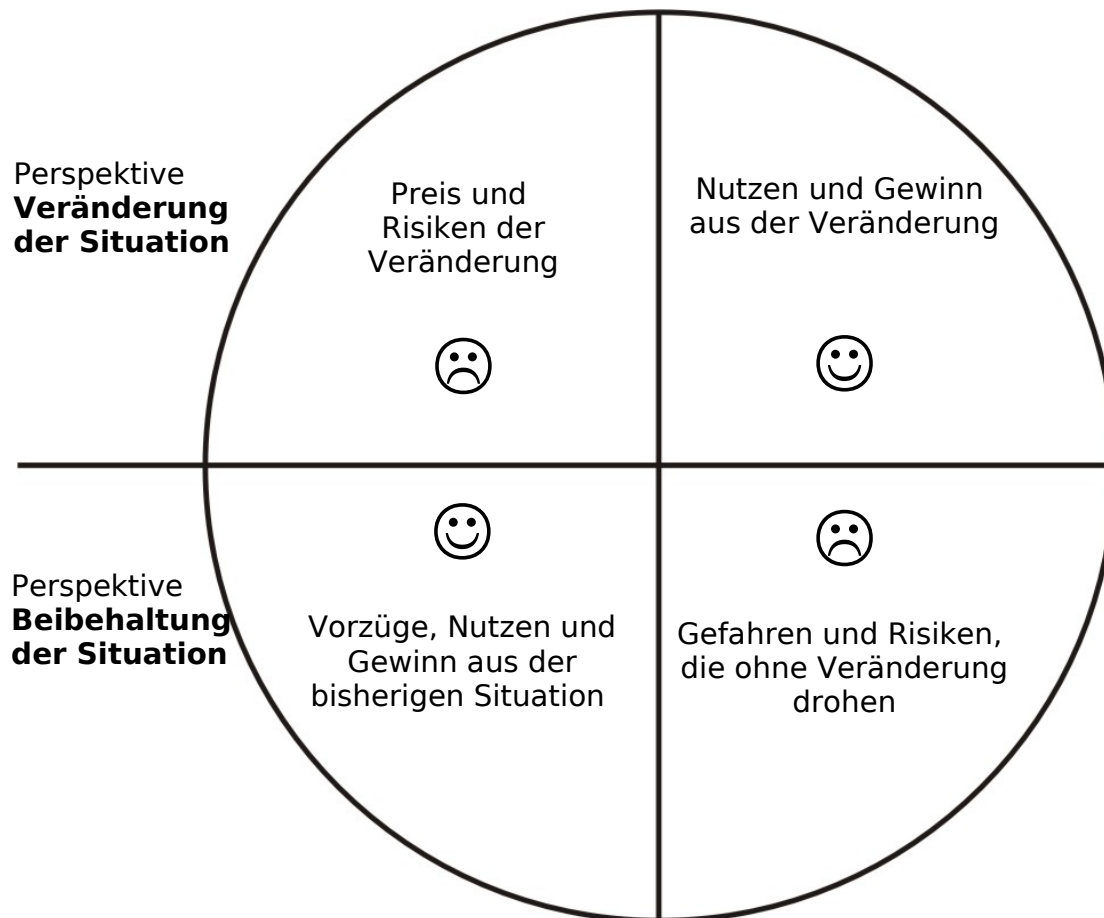 Perspektive
Veränderung
der Situation
Preis und
Risiken der
Veränderung
Nutzen und Gewinn
aus der Veränderung
Perspektive
Beibehaltung
der Situation
Vorzüge, Nutzen und
Gewinn aus der
bisherigen Situation
Gefahren und Risiken,
die ohne Veränderung
drohen